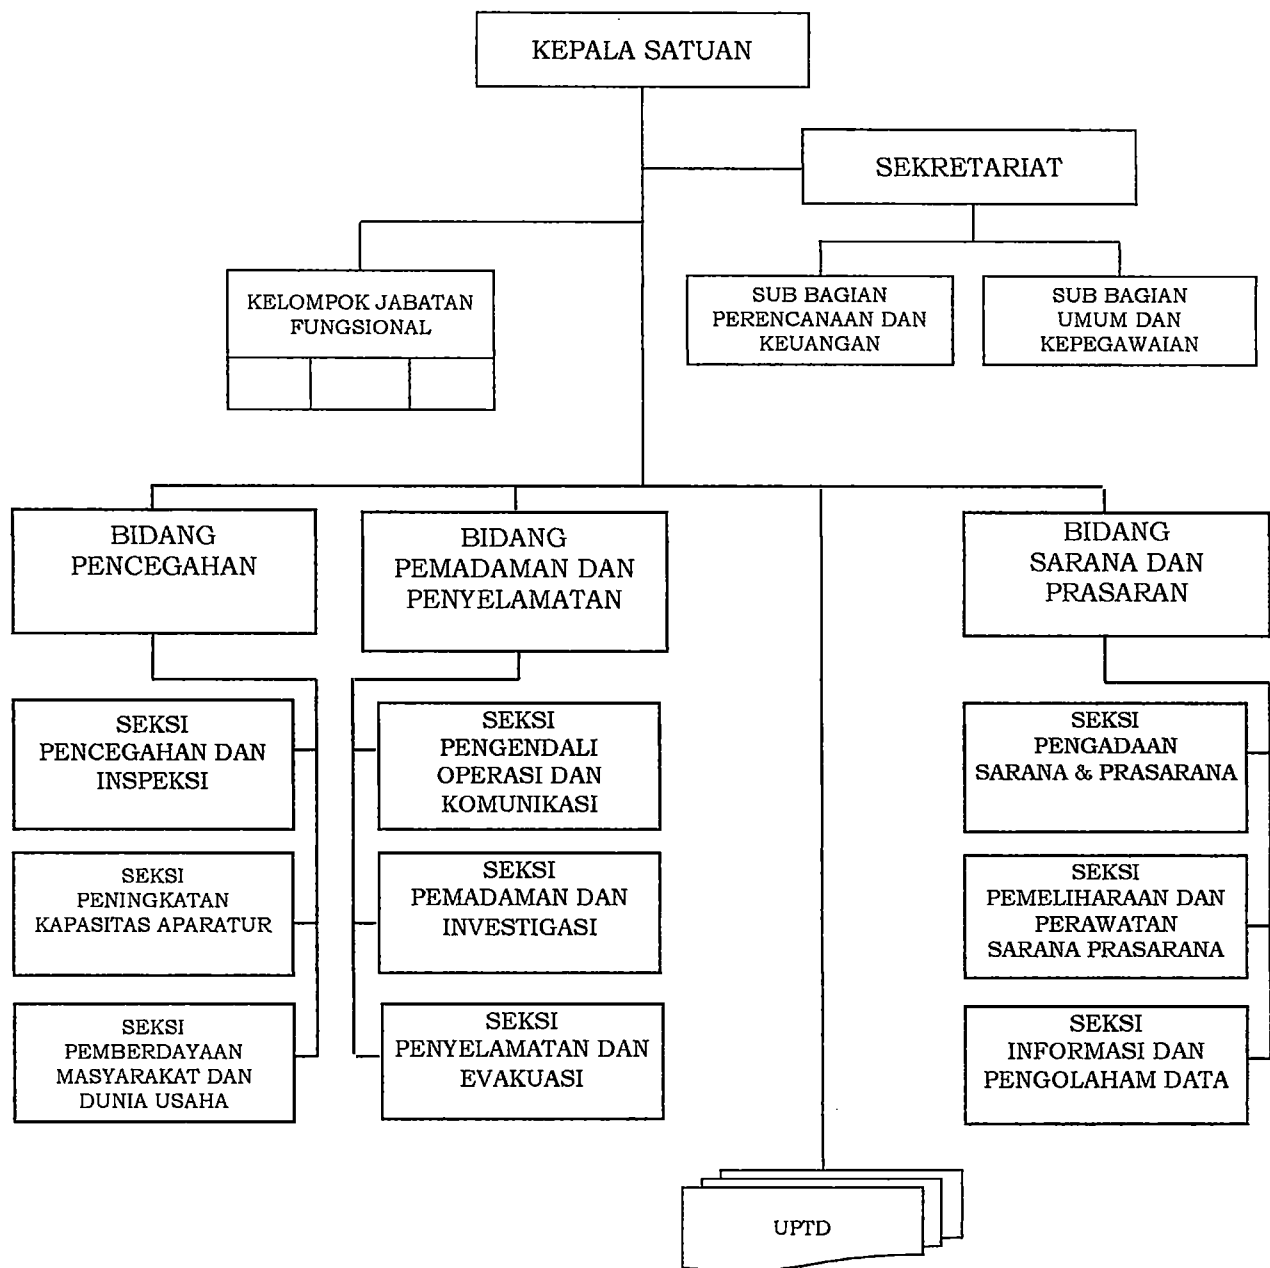 KEPALA SATUAN
SEKRETARIAT
KELOMPOK JABATAN
FUNGSIONAL
SUB BAGIAN
PERENCANAAN DAN
KEUANGAN
SUB BAGIAN
UMUM DAN
KEPEGAWAIAN
BIDANG
PENCEGAHAN
BIDANG
PEMADAMAN DAN
PENYELAMATAN
BIDANG
SARANA DAN
PRASARAN
SEKSI
PENCEGAHAN DAN
INSPEKSI
SEKSI
PENGENDALI
OPERASI DAN
KOMUNIKASI
SEKSI
PENGADAAN
SARANA & PRASARANA
SEKSI
PENINGKATAN
KAPASITAS APARATUR
SEKSI
PEMADAMAN DAN
INVESTIGASI
SEKSI
PEMELIHARAAN DAN
PERAWATAN
SARANA PRASARANA
SEKSI
PEMBERDAYAAN
MASYARAKAT DAN
DUNIA USAHA
SEKSI
PENYELAMATAN DAN
EVAKUASI
SEKSI
INFORMASI DAN
PENGOLAHAM DATA
UPTD